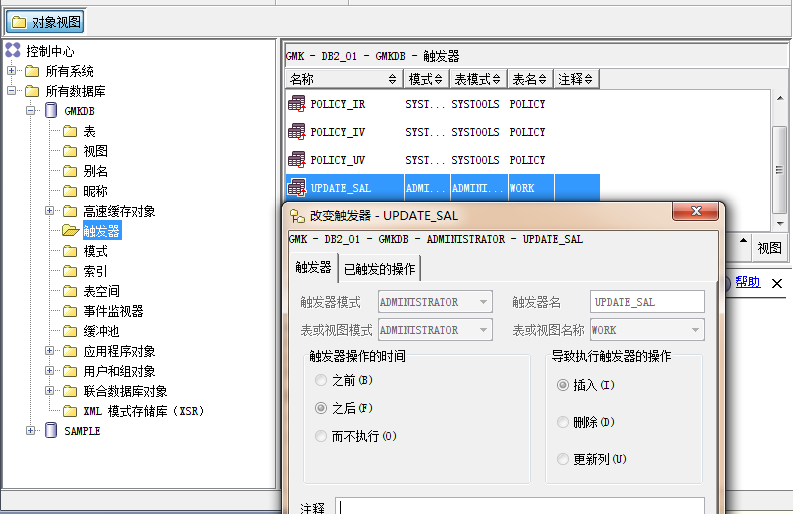 对象视图
控制中心
所有系统
所有数据库
GMKDB
表
视图
别名
昵称
高速缓存对象
触发器
模式
索引
表空间
事件监视器
缓冲池
应用程序对象
用户和组对象
联合数据库对象
XML 模式存储库（XSR）
SAMPLE
GMK - DB2_01 - GMKDB - 触发器
名称 模式 表模式 表名 注释
POLICY_IR SYST... SYSTOOLS POLICY
POLICY_IV SYST... SYSTOOLS POLICY
POLICY_UV SYST... SYSTOOLS POLICY
UPDATE_SAL ADMI... ADMINI... WORK
视图
帮助
改变触发器 - UPDATE_SAL
GMK - DB2_01 - GMKDB - ADMINISTRATOR - UPDATE_SAL
触发器 已触发的操作
触发器模式 ADMINISTRATOR 触发器名 UPDATE_SAL
表或视图模式 ADMINISTRATOR 表或视图名称 WORK
触发器操作的时间
之前(B)
之后(F)
而不执行(O)
导致执行触发器的操作
插入(I)
删除(D)
更新列(U)
注释